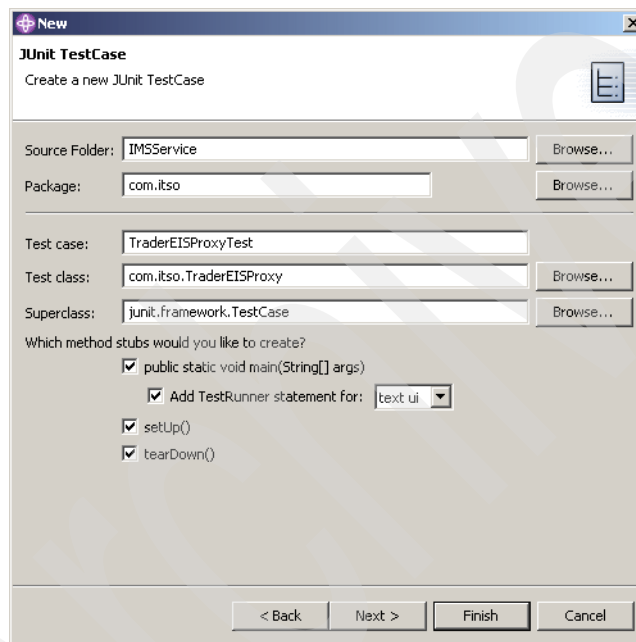 New
JUnit TestCase
Create a new JUnit TestCase
Source Folder: IMSService Browse...
Package: com.itso Browse...
Test case: TraderEISProxyTest
Test class: com.itso.TraderEISProxy Browse...
Superclass: junit.framework.TestCase Browse...
Which method stubs would you like to create?
public static void main(String[] args)
Add TestRunner statement for: text ui
setUp()
tearDown()
< Back Next > Finish Cancel